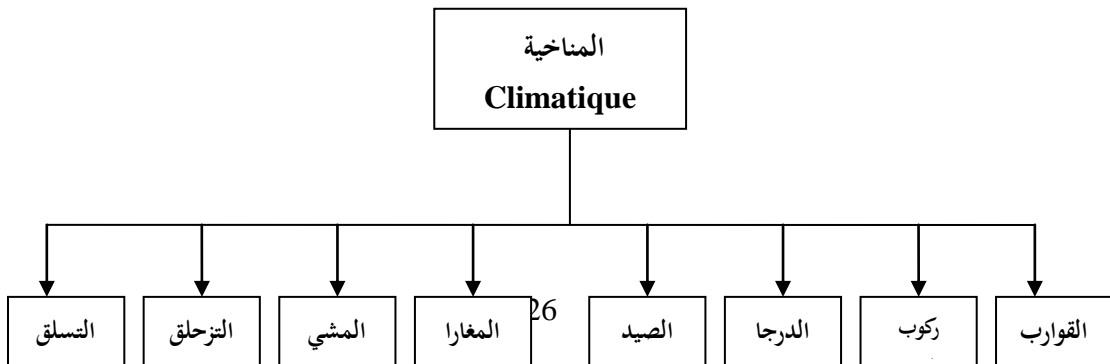 المناخية
Climatique
القوارب
ركوب
الدرجا
الصيد
المغارا
المشي
التزحلق
التسلق
26